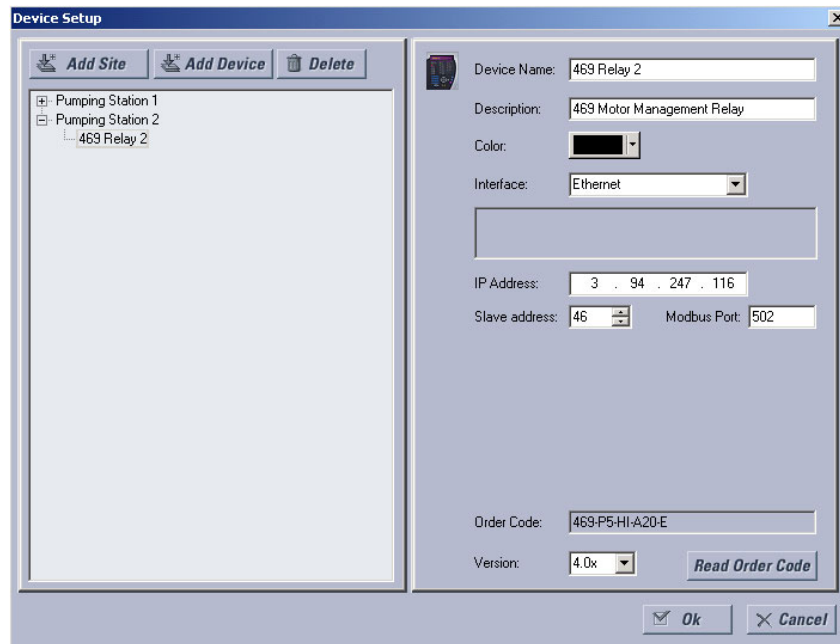 Device Setup
Add Site Add Device Delete
Pumping Station 1
Pumping Station 2
469 Relay 2
Device Name: 469 Relay 2
Description: 469 Motor Management Relay
Color:
Interface: Ethernet
IP Address: 3 . 94 . 247 . 116
Slave address: 46 Modbus Port: 502
Order Code: 469-P5-HI-A20-E
Version: 4.0x Read Order Code
Ok Cancel